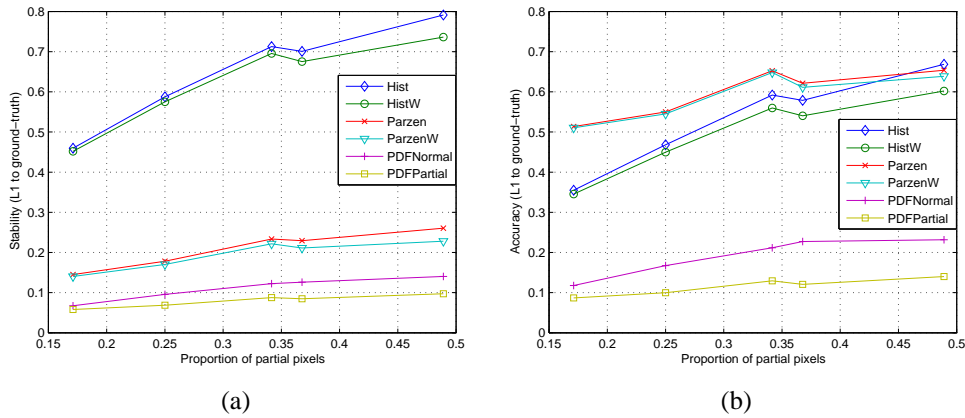 0.8
0.7
0.6
0.5
0.4
0.3
0.2
0.1
0
Stability (L1 to ground−truth)
Hist
HistW
Parzen
ParzenW
PDFNormal
PDFPartial
0.15 0.2 0.25 0.3 0.35 0.4 0.45 0.5
Proportion of partial pixels
(a)
0.8
0.7
0.6
0.5
0.4
0.3
0.2
0.1
0
Accuracy (L1 to ground−truth)
Hist
HistW
Parzen
ParzenW
PDFNormal
PDFPartial
0.15 0.2 0.25 0.3 0.35 0.4 0.45 0.5
Proportion of partial pixels
(b)